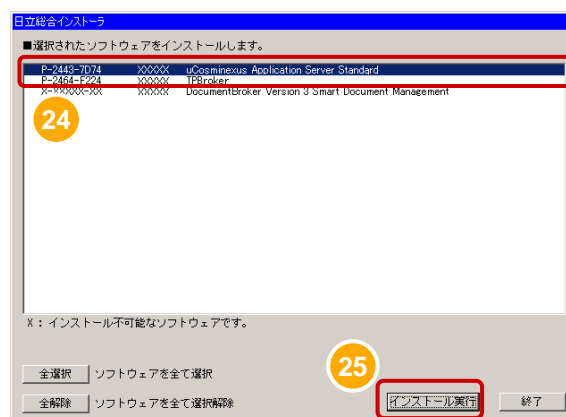 日立総合インストーラ
■選択されたソフトウェアをインストールします。
P-2443-7D74 XXXXX uCosminexus Application Server Standard
P-2464-F224 XXXXX TPBroker
X-XXXXX-XX XXXXX DocumentBroker Version 3 Smart Document Management
24
X : インストール不可能なソフトウェアです。
25
全選択 ソフトウェアを全て選択
全解除 ソフトウェアを全て選択解除 インストール実行 終了